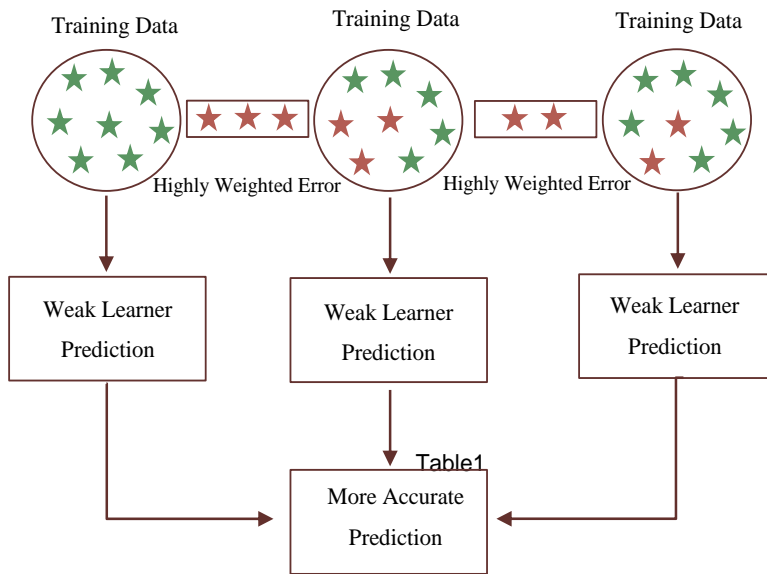 Training Data
Training Data
Training Data
Highly Weighted Error
Highly Weighted Error
Weak Learner
Prediction
Weak Learner
Prediction
Weak Learner
Prediction
Table1
More Accurate
Prediction